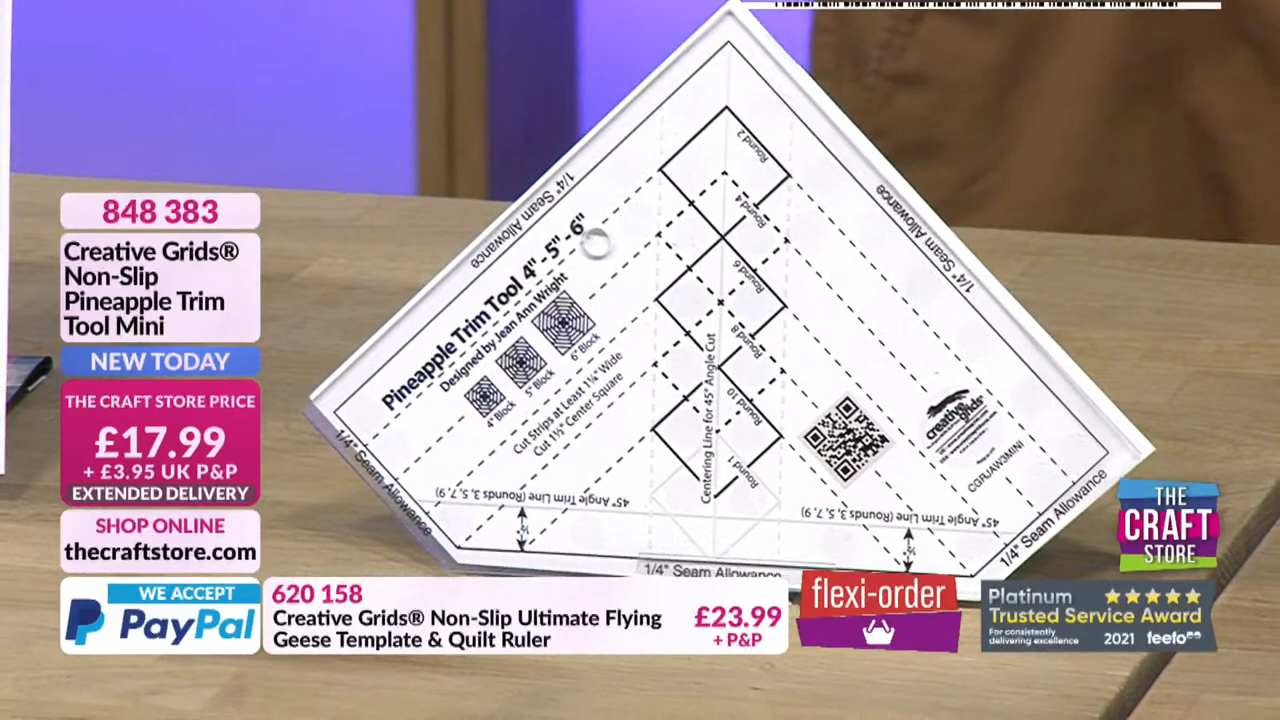 848 383
Creative Grids®
Non-Slip
Pineapple Trim
Tool Mini
NEW TODAY
THE CRAFT STORE PRICE
£17.99
+ £3.95 UK P&P
EXTENDED DELIVERY
SHOP ONLINE
thecraftstore.com
WE ACCEPT
PayPal
620 158
Creative Grids® Non-Slip Ultimate Flying
Geese Template & Quilt Ruler
£23.99
+ P&P
flexi-order
Platinum
Trusted Service Award
For consistently
delivering excellence
2021 feefo
THE
CRAFT
STORE
Pineapple Trim Tool 4"-5"-6"
Designed by Jean Ann Wright
4" Block
5" Block
6" Block
Cut Strips at Least 1¼" Wide
Cut 1½" Center Square
1/4" Seam Allowance
1/4" Seam Allowance
1/4" Seam Allowance
1/4" Seam Allowance
1/4" Seam Allowance
1/4" Seam Allowance
Round 2
Round 4
Round 6
Round 8
Round 10
Round 1
Centering Line for 45° Angle Cut
45° Angle Trim Line (Rounds 3, 5, 7, 9)
45° Angle Trim Line (Rounds 3, 5, 7, 9)
creative grids
CGRJAW3MINI